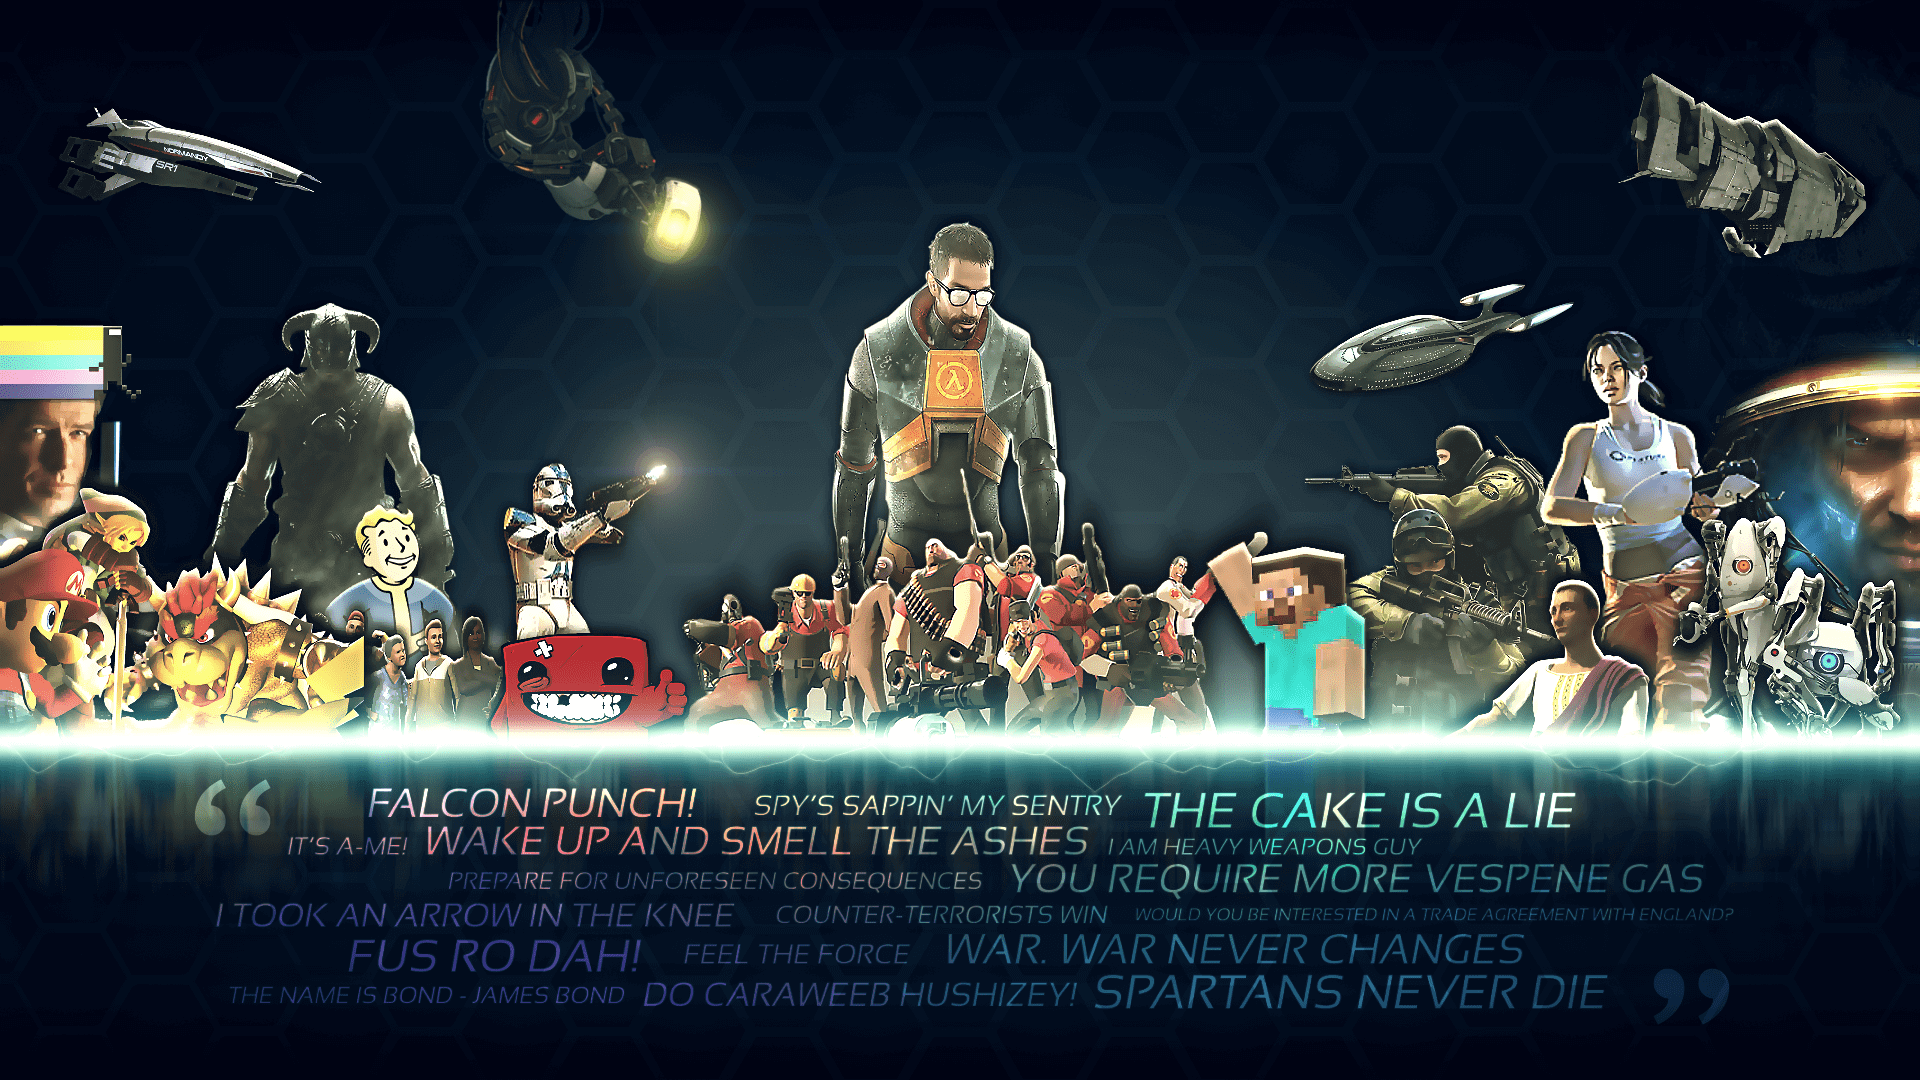 NORMANDY
SR1
“ FALCON PUNCH! SPY'S SAPPIN' MY SENTRY THE CAKE IS A LIE
IT'S A-ME! WAKE UP AND SMELL THE ASHES I AM HEAVY WEAPONS GUY
PREPARE FOR UNFORESEEN CONSEQUENCES YOU REQUIRE MORE VESPENE GAS
I TOOK AN ARROW IN THE KNEE COUNTER-TERRORISTS WIN WOULD YOU BE INTERESTED IN A TRADE AGREEMENT WITH ENGLAND?
FUS RO DAH! FEEL THE FORCE WAR. WAR NEVER CHANGES
THE NAME IS BOND - JAMES BOND DO CARAWEEB HUSHIZEY! SPARTANS NEVER DIE ”